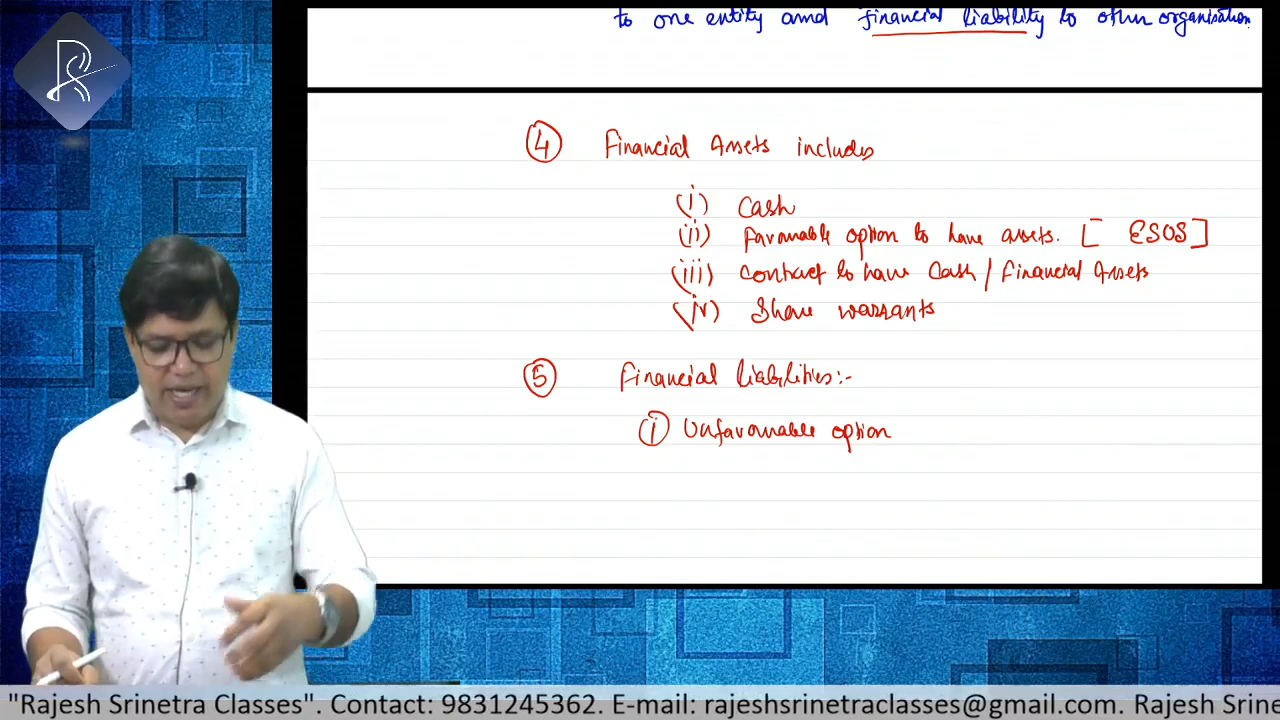 to one entity and financial liability to other organisation.
4 Financial Assets includes
(i) Cash
(ii) favourable option to have assets. [ ESOS ]
(iii) Contract to have Cash / Financial Assets
(iv) Share warrants
5 Financial liabilities:-
(i) Unfavourable option
"Rajesh Srinetra Classes". Contact: 9831245362. E-mail: rajeshsrinetraclasses@gmail.com. Rajesh Srine